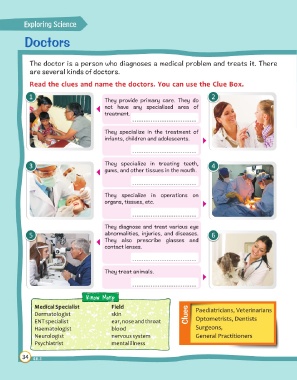 Exploring Science
Doctors
The doctor is a person who diagnoses a medical problem and treats it. There
are several kinds of doctors.
Read the clues and name the doctors. You can use the Clue Box.
1
They provide primary care. They do
not have any specialised area of
treatment.
2
They specialize in the treatment of
infants, children and adolescents.
3
They specialize in treating teeth,
gums, and other tissues in the mouth.
4
They specialize in operations on
organs, tissues, etc.
5
They diagnose and treat various eye
abnormalities, injuries, and diseases.
They also prescribe glasses and
contact lenses.
6
They treat animals.
Know More
Medical Specialist Field
Dermatologist skin
ENT specialist ear, nose and throat
Haematologist blood
Neurologist nervous system
Psychiatrist mental illness
Clues
Paediatricians, Veterinarians
Optometrists, Dentists
Surgeons,
General Practitioners
34